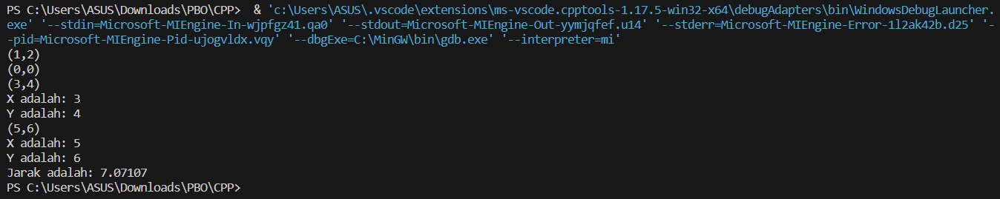 PS C:\Users\ASUS\Downloads\PBO\CPP>  & 'c:\Users\ASUS\.vscode\extensions\ms-vscode.cpptools-1.17.5-win32-x64\debugAdapters\bin\WindowsDebugLauncher.
exe' '--stdin=Microsoft-MIEngine-In-wjpfgz41.qa0' '--stdout=Microsoft-MIEngine-Out-yymjqfef.u14' '--stderr=Microsoft-MIEngine-Error-1l2ak42b.d25' '-
-pid=Microsoft-MIEngine-Pid-ujogvldx.vqy' '--dbgExe=C:\MinGW\bin\gdb.exe' '--interpreter=mi'
(1,2)
(0,0)
(3,4)
X adalah: 3
Y adalah: 4
(5,6)
X adalah: 5
Y adalah: 6
Jarak adalah: 7.07107
PS C:\Users\ASUS\Downloads\PBO\CPP>